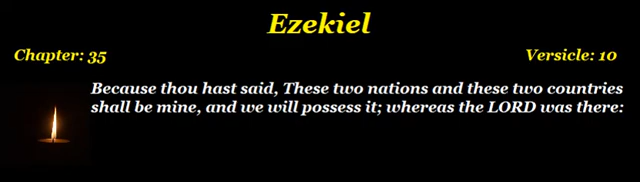 Ezekiel
Chapter: 35 Versicle: 10
Because thou hast said, These two nations and these two countries
shall be mine, and we will possess it; whereas the LORD was there: